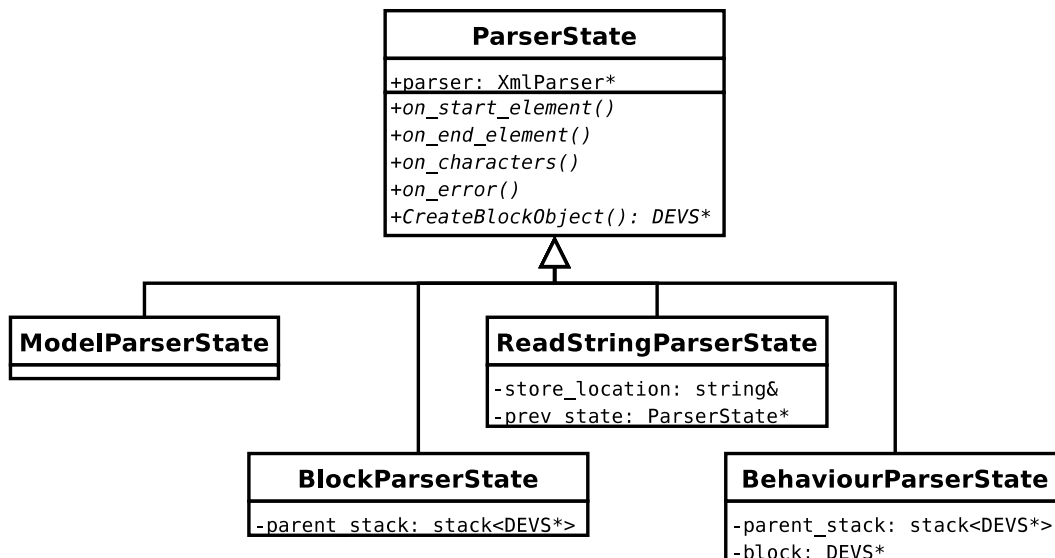 ParserState
+parser: XmlParser*
+on_start_element()
+on_end_element()
+on_characters()
+on_error()
+CreateBlockObject(): DEVS*
ModelParserState
ReadStringParserState
-store_location: string&
-prev_state: ParserState*
BlockParserState
-parent_stack: stack<DEVS*>
BehaviourParserState
-parent_stack: stack<DEVS*>
-block: DEVS*